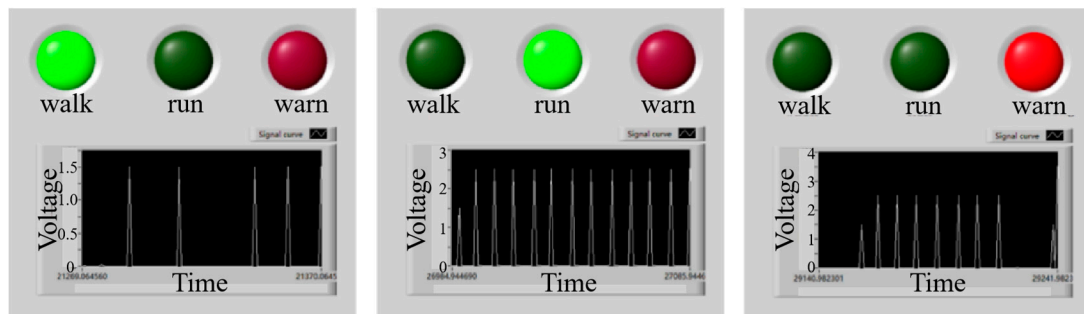 walk run warn
Signal curve
Voltage
1.5
1.0
0.5
0
21269.064560
21370.0645
Time
walk run warn
Signal curve
Voltage
3
2
1
0
26984.944690
27085.9446
Time
walk run warn
Signal curve
Voltage
4
3
2
1
0
29140.982301
29241.9823
Time